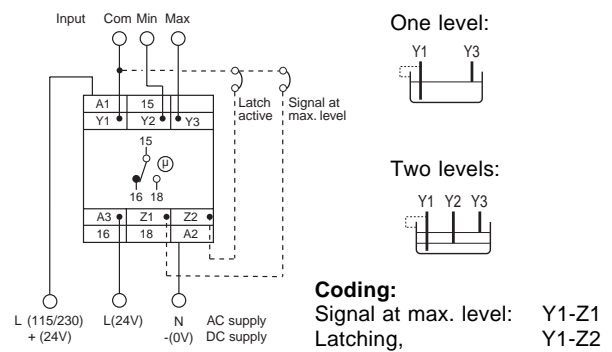 Input Com Min Max
A1 15
Y1 Y2 Y3
15
μ
16 18
A3 Z1 Z2
16 18 A2
Latch
active
Signal at
max. level
L (115/230)
+ (24V)
L(24V)
N
-(0V)
AC supply
DC supply
One level:
Y1 Y3
Two levels:
Y1 Y2 Y3
Coding:
Signal at max. level: Y1-Z1
Latching, Y1-Z2